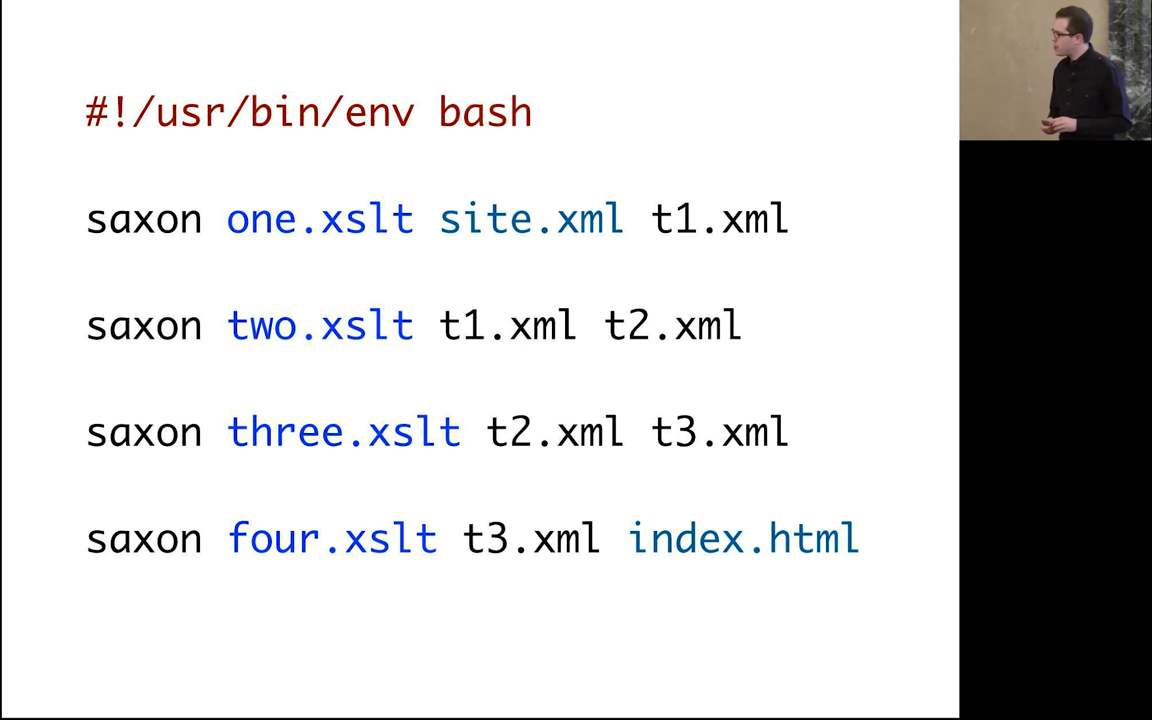 #!/usr/bin/env bash
saxon one.xslt site.xml t1.xml
saxon two.xslt t1.xml t2.xml
saxon three.xslt t2.xml t3.xml
saxon four.xslt t3.xml index.html